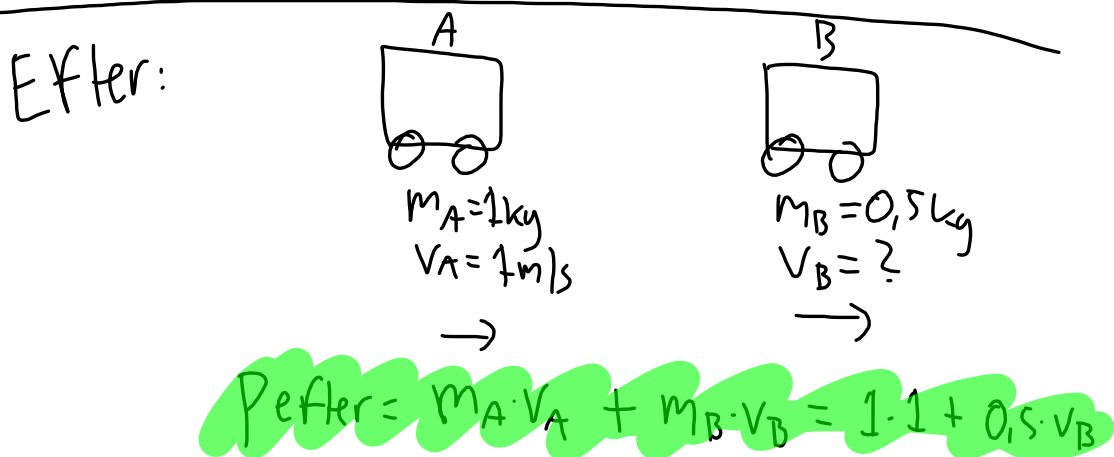 A B
Efter:
mA=1kg mB=0,5kg
vA=1m/s vB=?
Pefter= mA·vA + mB·vB = 1·1 + 0,5·vB